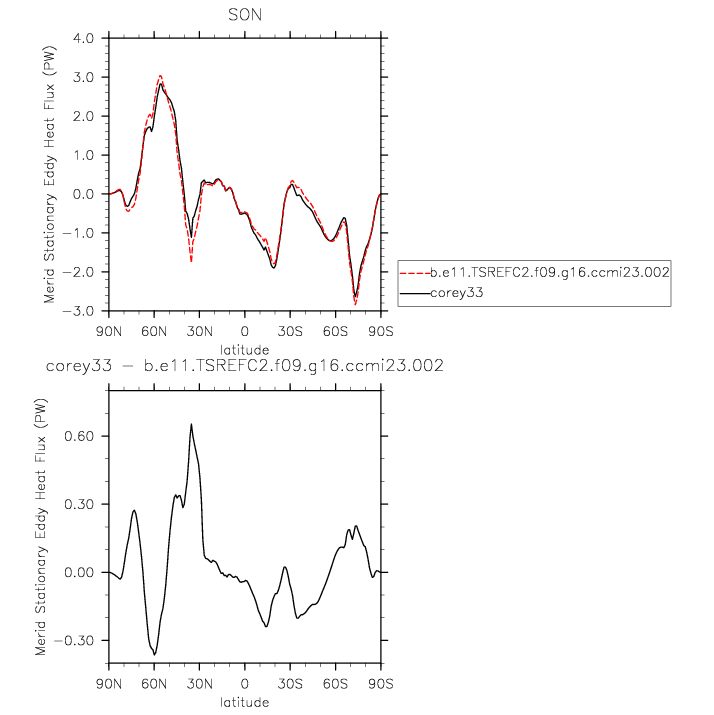 SON
Merid Stationary Eddy Heat Flux (PW)
4.0
3.0
2.0
1.0
0.0
−1.0
−2.0
−3.0
90N 60N 30N 0 30S 60S 90S
latitude
b.e11.TSREFC2.f09.g16.ccmi23.002
corey33
corey33 − b.e11.TSREFC2.f09.g16.ccmi23.002
Merid Stationary Eddy Heat Flux (PW)
0.60
0.30
0.00
−0.30
90N 60N 30N 0 30S 60S 90S
latitude